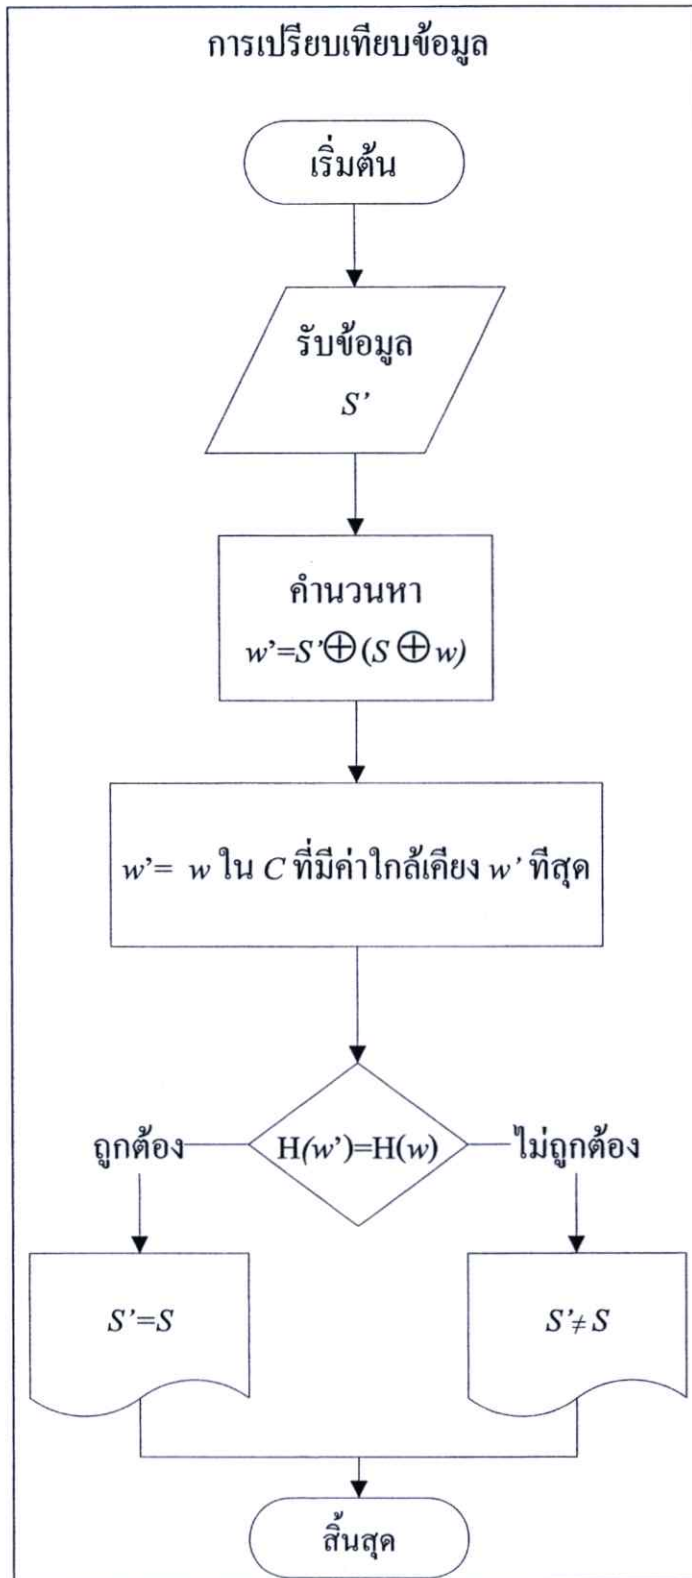 การเปรียบเทียบข้อมูล
เริ่มต้น
รับข้อมูล
S’
คำนวนหา
w’=S’⊕(S⊕w)
w’= w ใน C ที่มีค่าใกล้เคียง w’ ที่สุด
ถูกต้อง
H(w’)=H(w)
ไม่ถูกต้อง
S’=S
S’≠S
สิ้นสุด